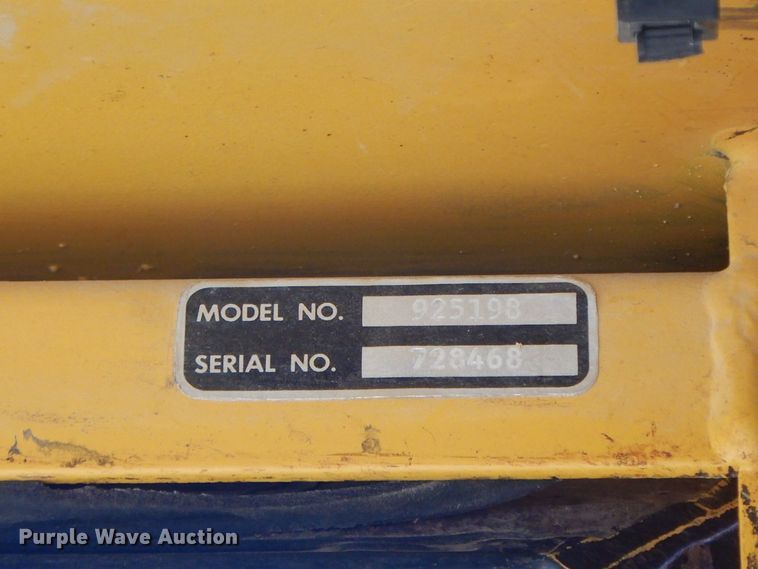 MODEL NO. 925198
SERIAL NO. 728468
Purple Wave Auction®